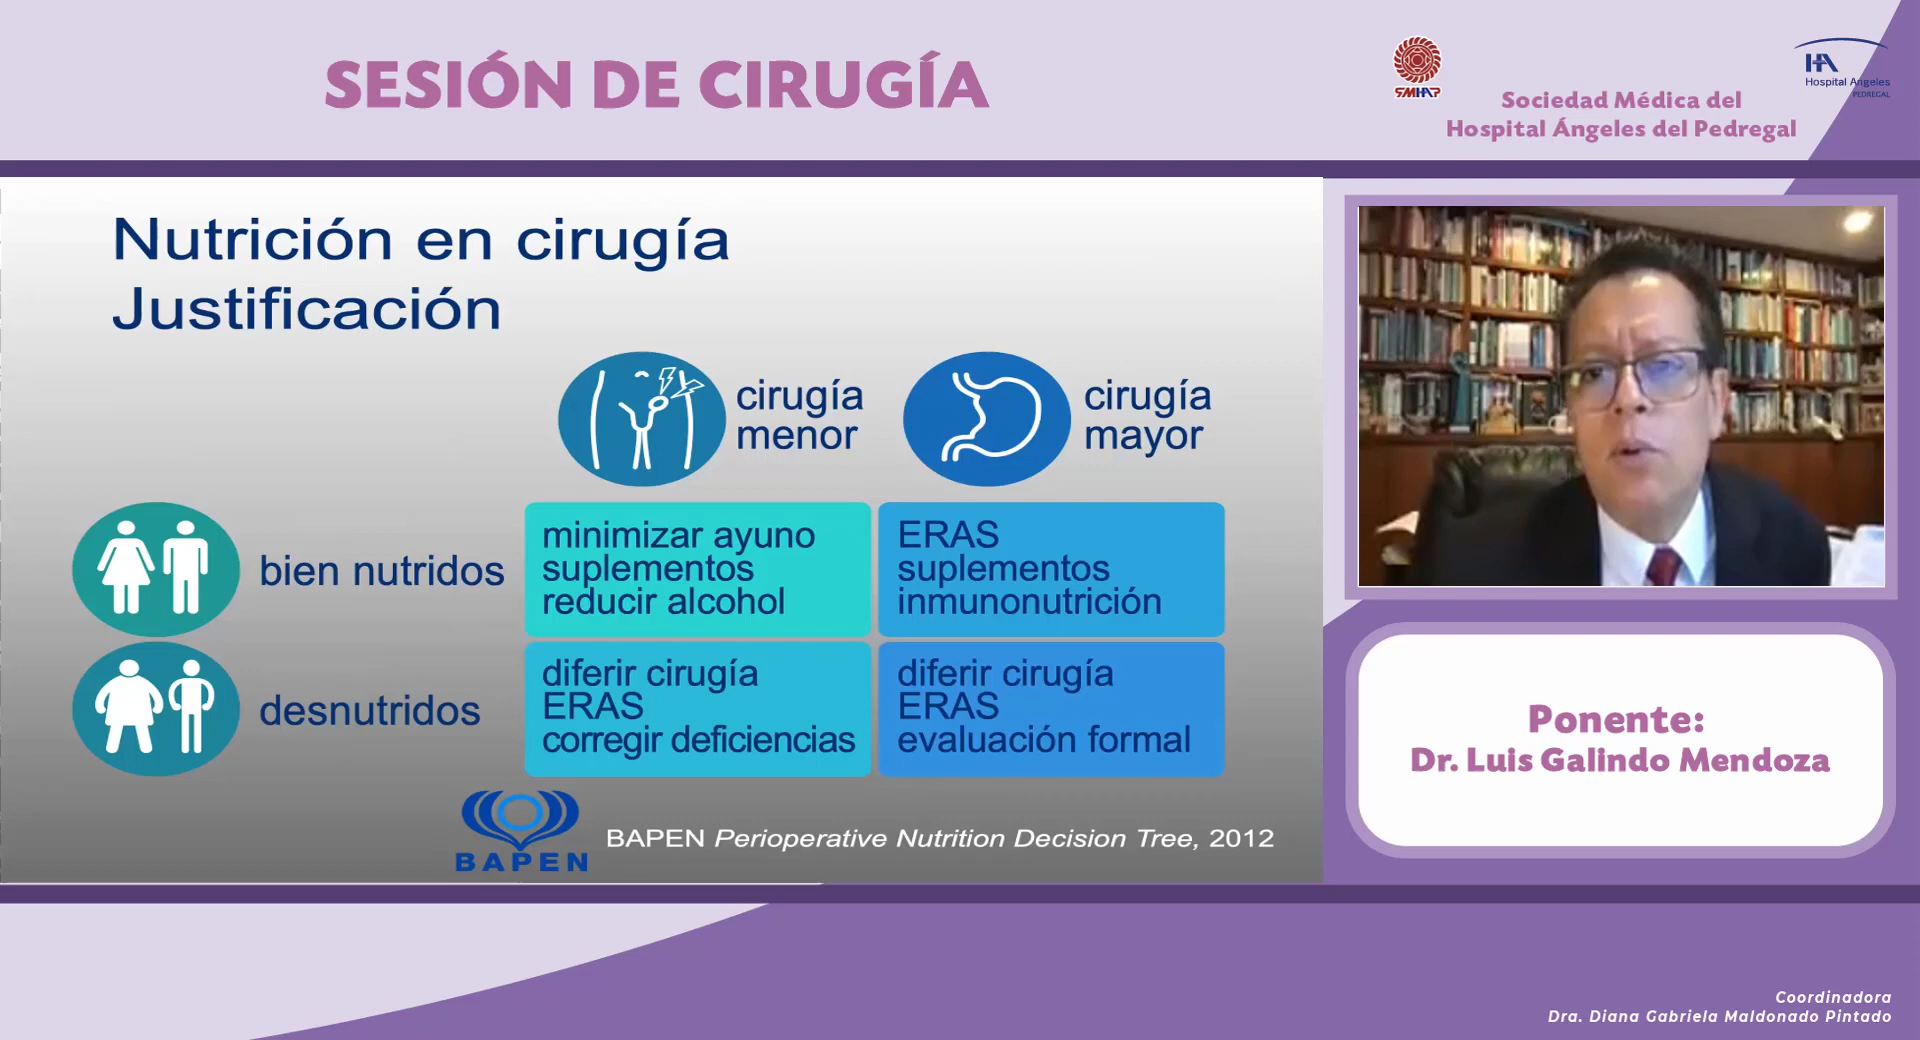 SESIÓN DE CIRUGÍA
SMHAP
Sociedad Médica del
Hospital Ángeles del Pedregal
HA
Hospital Angeles
PEDREGAL
Nutrición en cirugía
Justificación
cirugía
menor
cirugía
mayor
bien nutridos
minimizar ayuno
suplementos
reducir alcohol
ERAS
suplementos
inmunonutrición
desnutridos
diferir cirugía
ERAS
corregir deficiencias
diferir cirugía
ERAS
evaluación formal
BAPEN
BAPEN Perioperative Nutrition Decision Tree, 2012
Ponente:
Dr. Luis Galindo Mendoza
Coordinadora
Dra. Diana Gabriela Maldonado Pintado